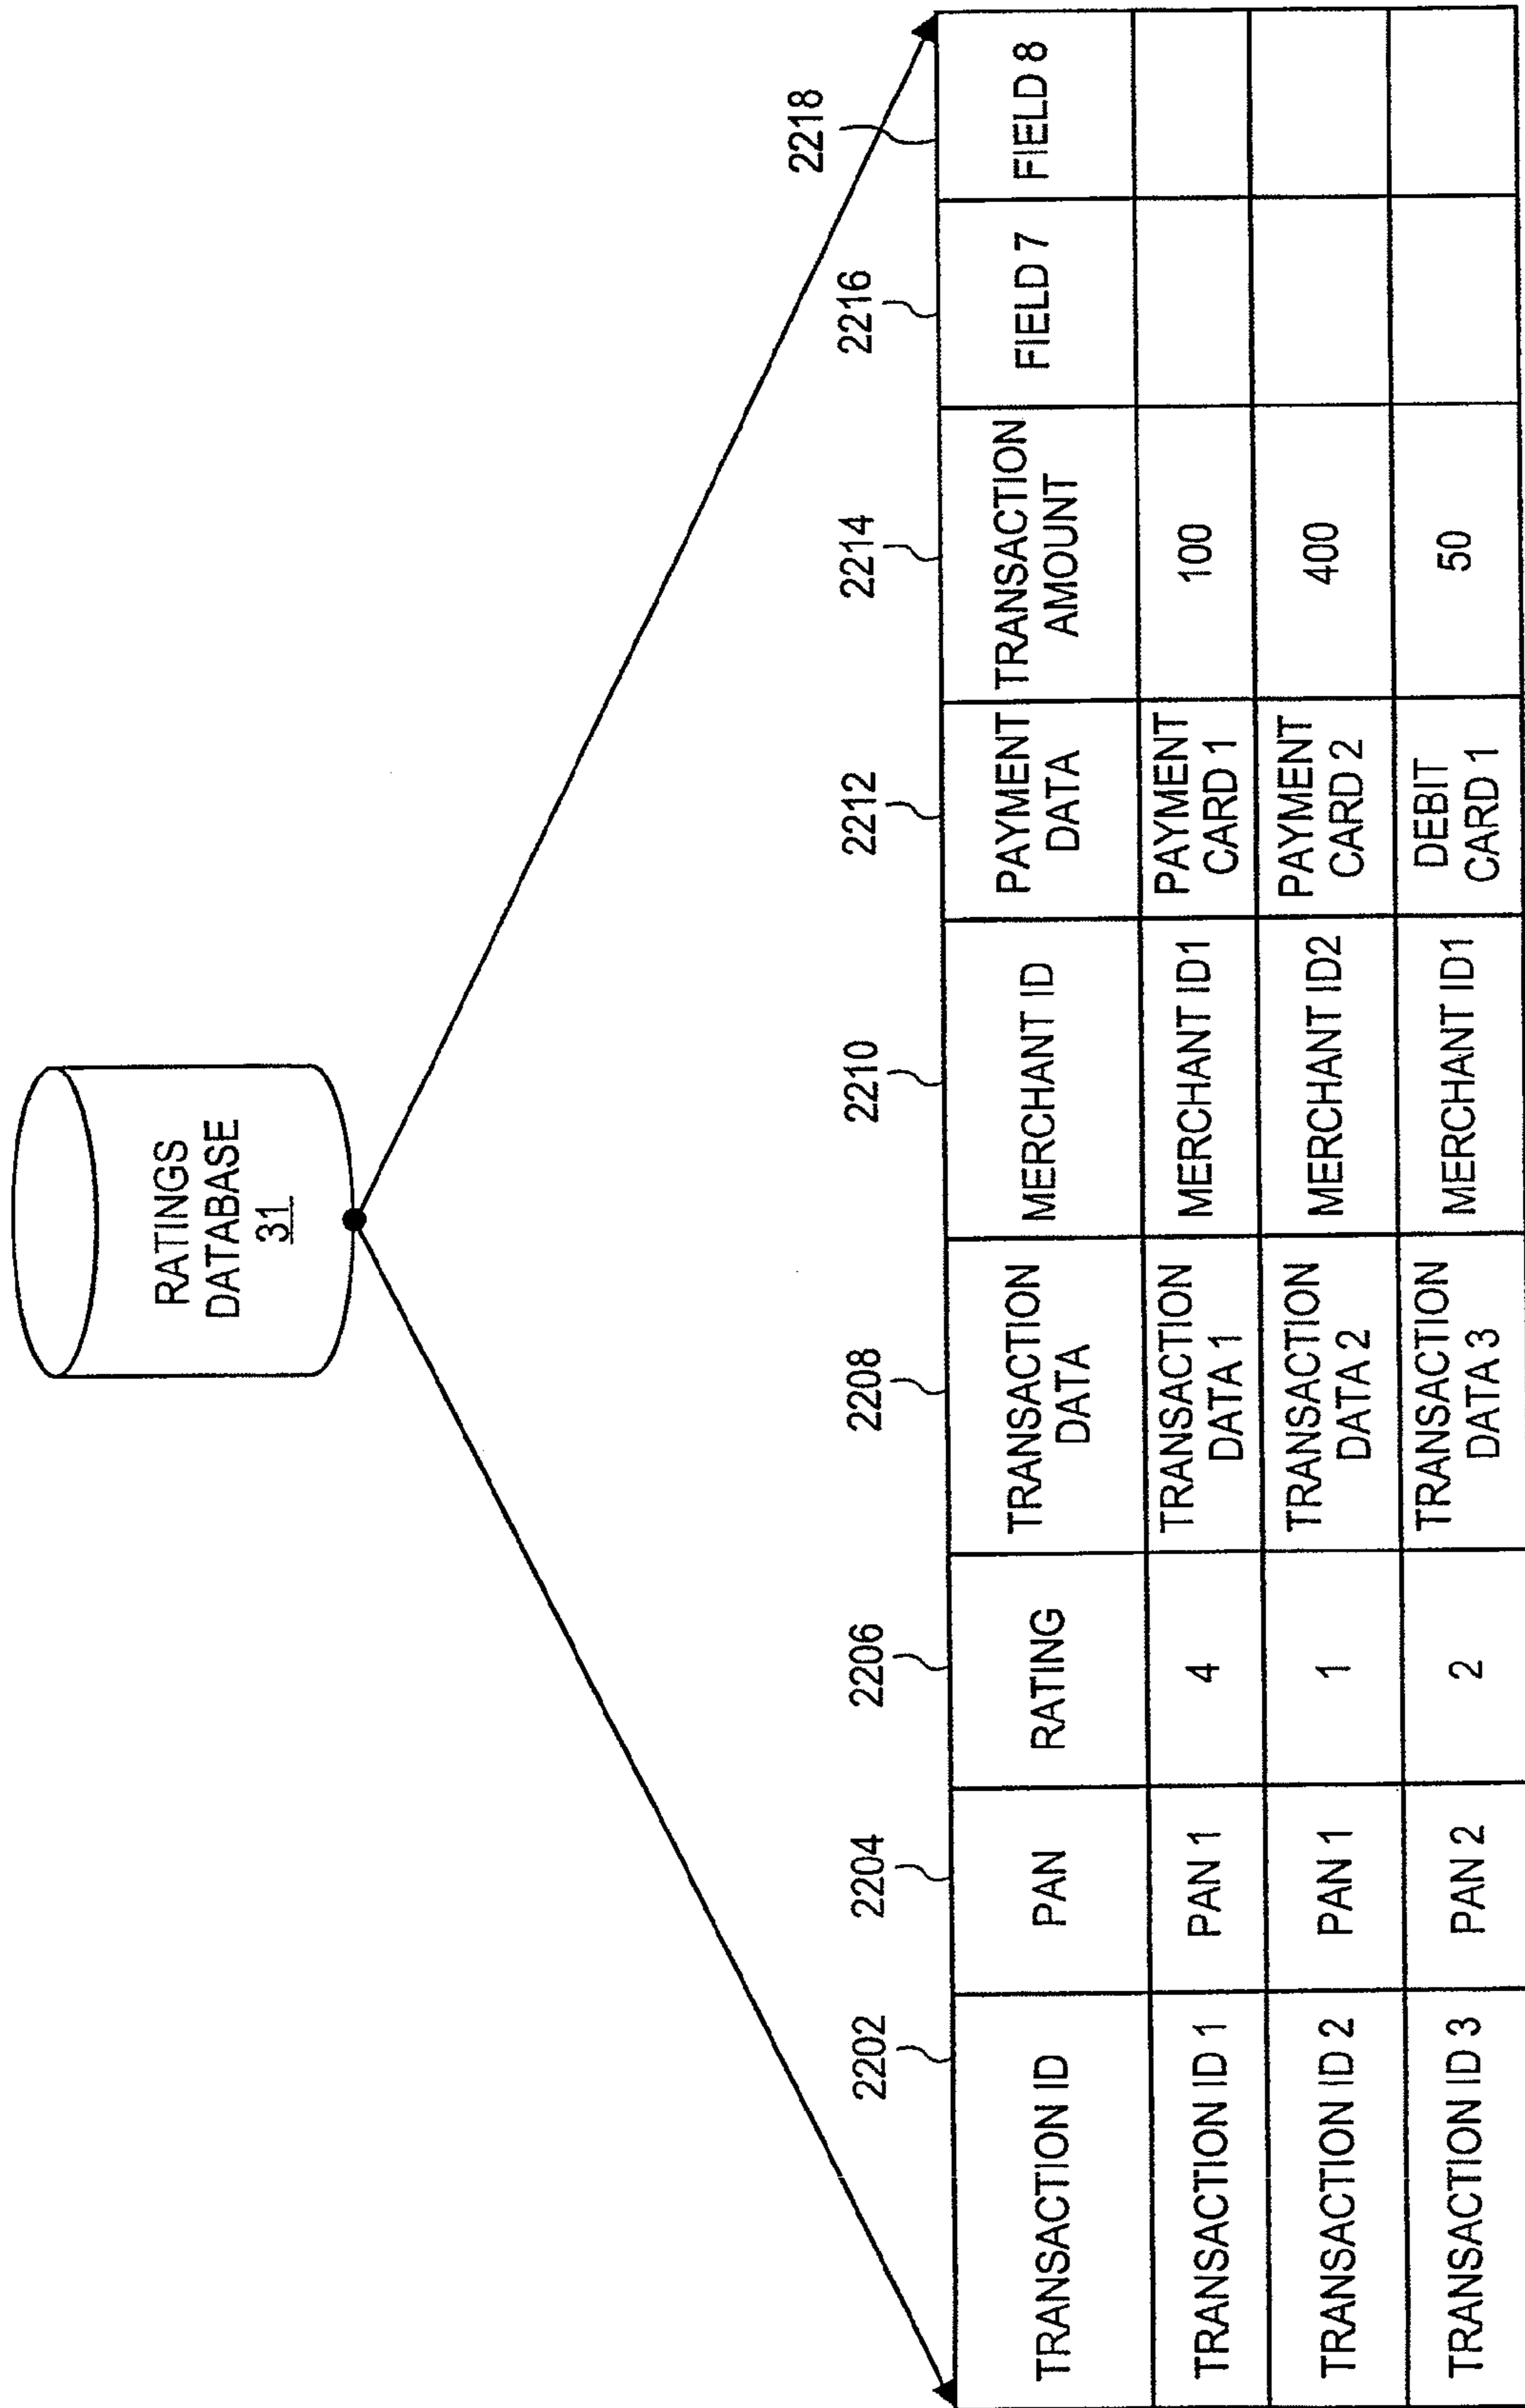 RATINGS
DATABASE
31
2202
2204
2206
2208
2210
2212
2214
2216
2218
TRANSACTION ID
PAN
RATING
TRANSACTION
DATA
MERCHANT ID
PAYMENT
DATA
TRANSACTION
AMOUNT
FIELD 7
FIELD 8
TRANSACTION ID 1
PAN 1
4
TRANSACTION
DATA 1
MERCHANT ID1
PAYMENT
CARD 1
100
TRANSACTION ID 2
PAN 1
1
TRANSACTION
DATA 2
MERCHANT ID2
PAYMENT
CARD 2
400
TRANSACTION ID 3
PAN 2
2
TRANSACTION
DATA 3
MERCHANT ID1
DEBIT
CARD 1
50